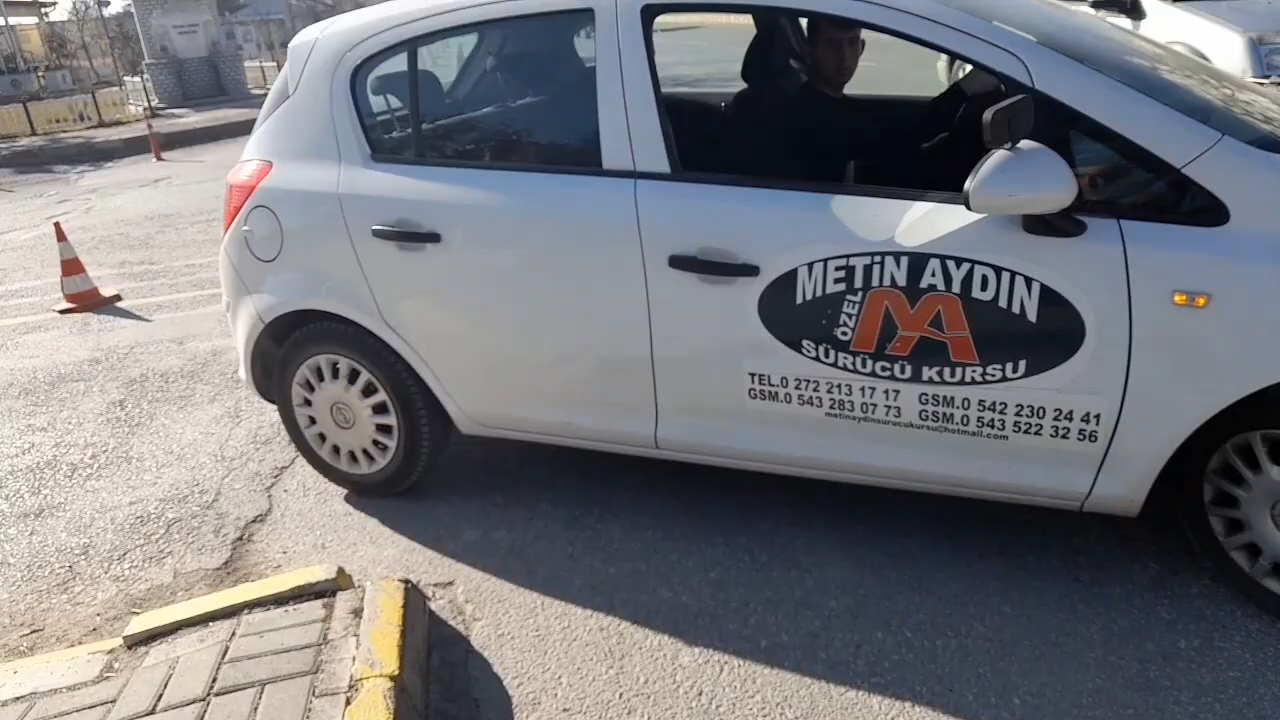 METİN AYDIN
ÖZEL
MA
SÜRÜCÜ KURSU
TEL.0 272 213 17 17 GSM.0 542 230 24 41
GSM.0 543 283 07 73 GSM.0 543 522 32 56
metinaydinsurucukursu@hotmail.com